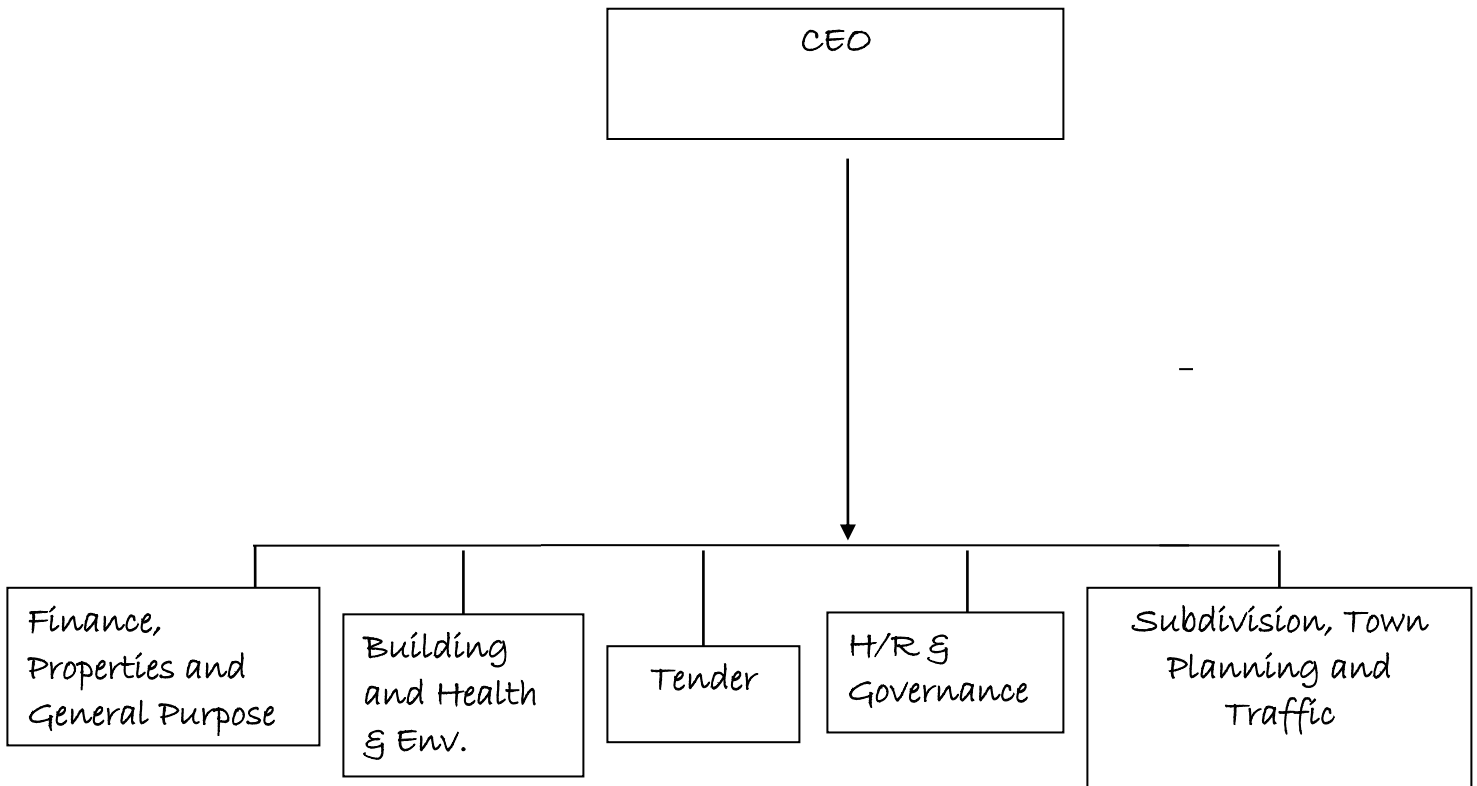 CEO
Finance,
Properties and
General Purpose
Building
and Health
& Env.
Tender
H/R &
Governance
Subdivision, Town
Planning and
Traffic